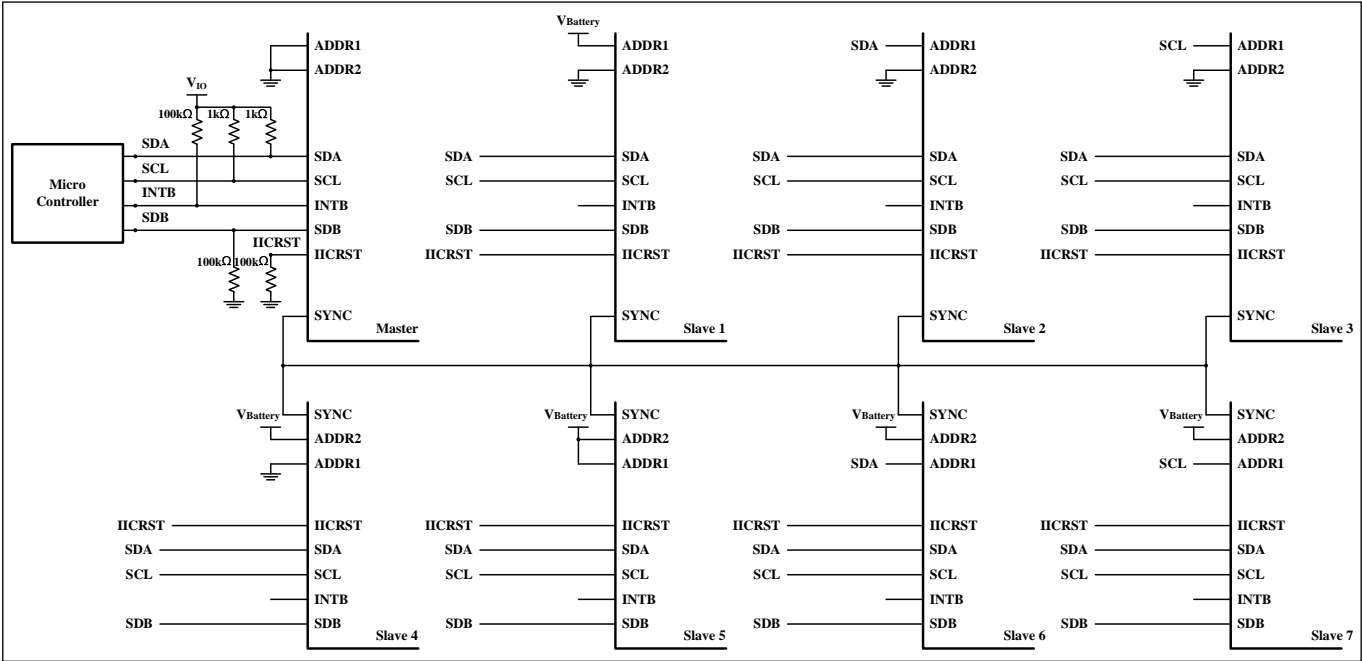 VBattery
ADDR1
ADDR2
ADDR1
ADDR2
SDA
ADDR1
ADDR2
SCL
ADDR1
ADDR2
VIO
100kΩ 1kΩ 1kΩ
Micro
Controller
SDA
SCL
INTB
SDB
IICRST
100kΩ 100kΩ
SDA
SCL
INTB
SDB
IICRST
SYNC
Master
SDA
SCL
SDB
IICRST
SDA
SCL
INTB
SDB
IICRST
SYNC
Slave 1
SDA
SCL
SDB
IICRST
SDA
SCL
INTB
SDB
IICRST
SYNC
Slave 2
SDA
SCL
SDB
IICRST
SDA
SCL
INTB
SDB
IICRST
SYNC
Slave 3
VBattery
SYNC
ADDR2
ADDR1
IICRST
SDA
SCL
SDB
IICRST
SDA
SCL
INTB
SDB
Slave 4
VBattery
SYNC
ADDR2
ADDR1
IICRST
SDA
SCL
SDB
IICRST
SDA
SCL
INTB
SDB
Slave 5
VBattery
SYNC
ADDR2
SDA
ADDR1
IICRST
SDA
SCL
SDB
IICRST
SDA
SCL
INTB
SDB
Slave 6
VBattery
SYNC
ADDR2
SCL
ADDR1
IICRST
SDA
SCL
SDB
IICRST
SDA
SCL
INTB
SDB
Slave 7